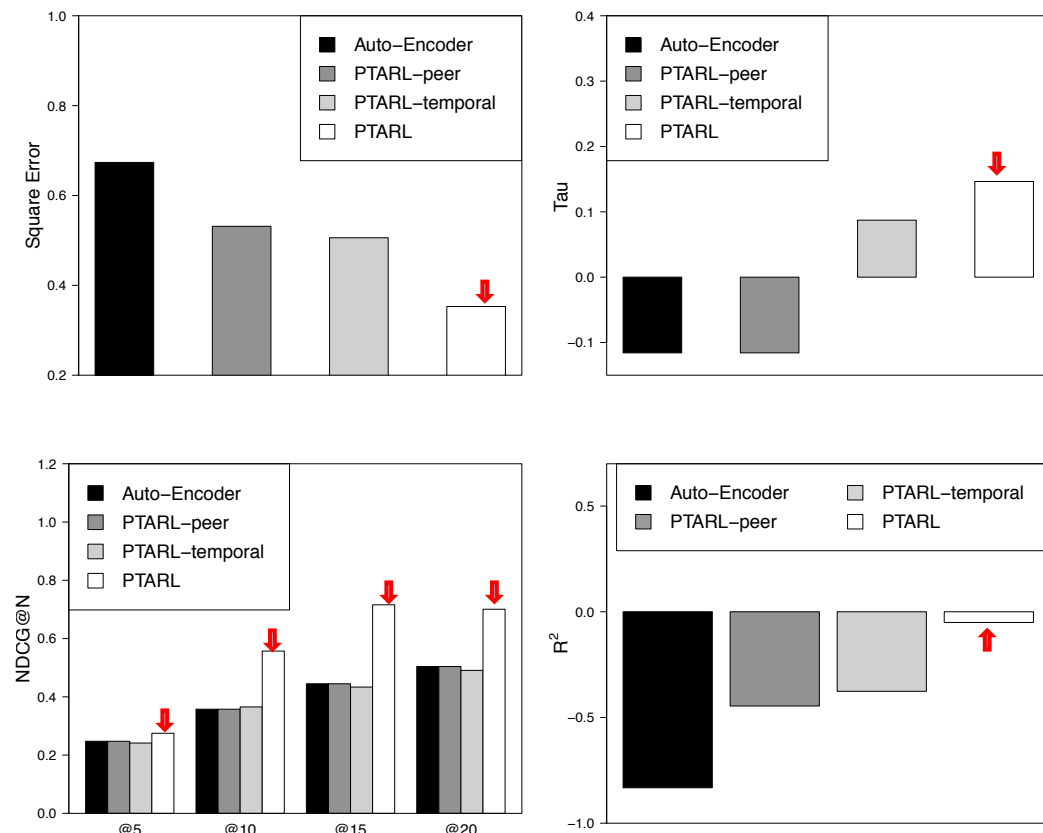 1.0
0.8
0.6
0.4
0.2
Square Error
Auto−Encoder
PTARL−peer
PTARL−temporal
PTARL
0.4
0.3
0.2
0.1
0.0
−0.1
Tau
Auto−Encoder
PTARL−peer
PTARL−temporal
PTARL
1.2
1.0
0.8
0.6
0.4
0.2
0.0
NDCG@N
Auto−Encoder
PTARL−peer
PTARL−temporal
PTARL
@5 @10 @15 @20
0.5
0.0
−0.5
−1.0
R²
Auto−Encoder PTARL−temporal
PTARL−peer PTARL